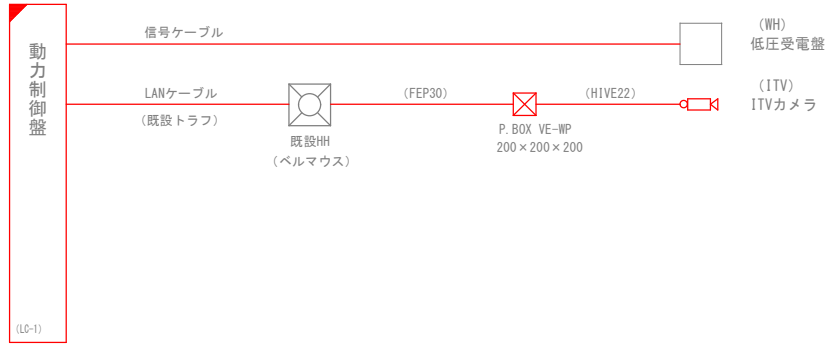 動力制御盤
信号ケーブル
(WH)
低圧受電盤
LANケーブル
(既設トラフ)
既設HH
(ベルマウス)
(FEP30)
P.BOX VE-WP
200×200×200
(HIVE22)
(ITV)
ITVカメラ
(LC-1)